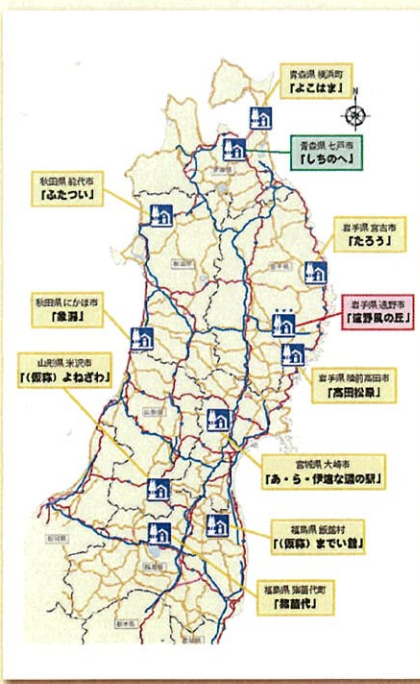 青森県 横浜町
『よこはま』
N
青森県 七戸市
『しちのへ』
秋田県 能代市
『ふたつい』
岩手県 宮古市
『たろう』
岩手県 遠野市
『遠野風の丘』
秋田県 にかほ市
『象潟』
山形県 米沢市
『(仮称) よねざわ』
岩手県 陸前高田市
『高田松原』
宮城県 大崎市
『あ・ら・伊達な道の駅』
福島県 飯舘村
『(仮称) までい館』
福島県 猪苗代町
『猪苗代』